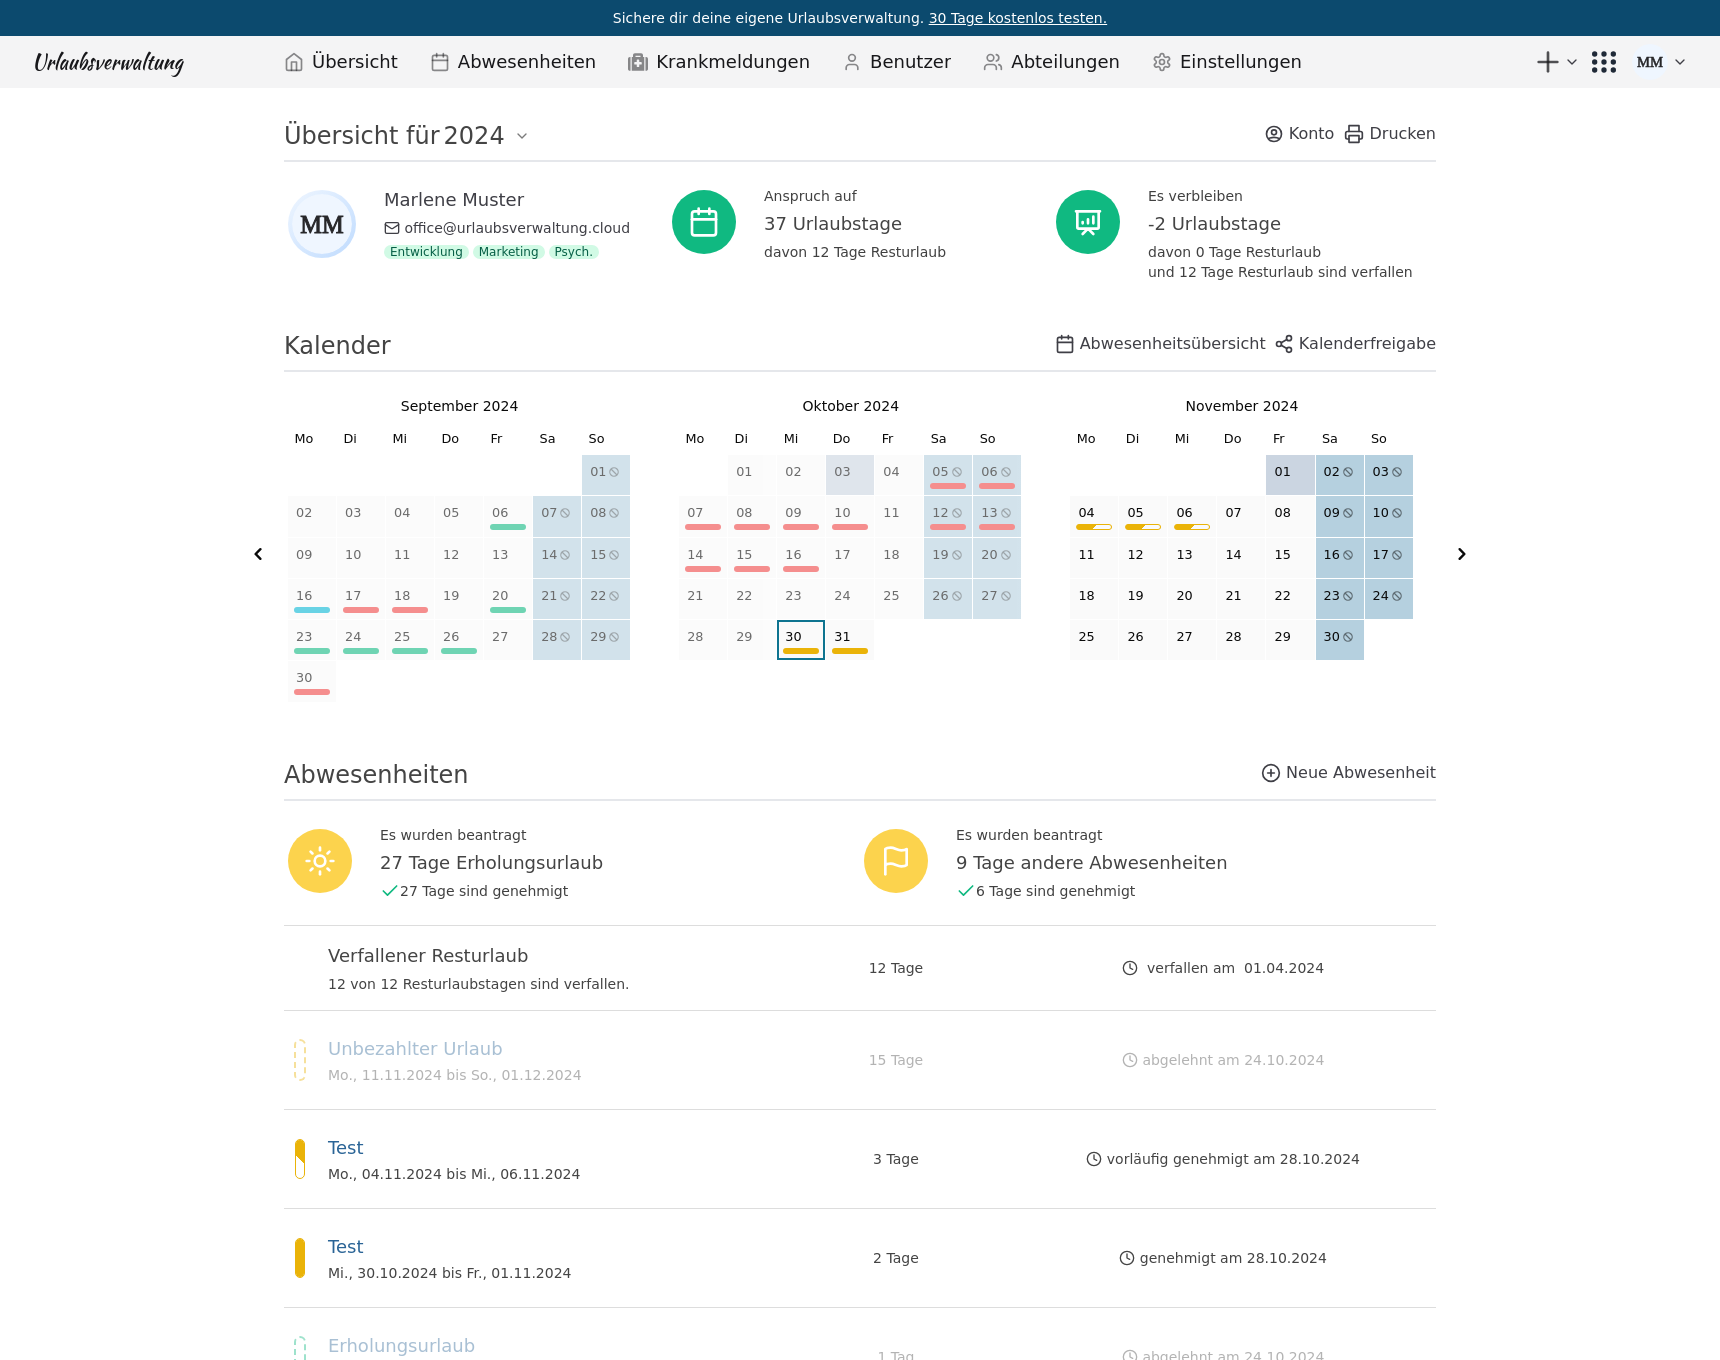 Sichere dir deine eigene Urlaubsverwaltung. 30 Tage kostenlos testen.
Urlaubsverwaltung Übersicht Abwesenheiten Krankmeldungen Benutzer Abteilungen Einstellungen MM
Übersicht für 2024 Konto Drucken
MM
Marlene Muster
office@urlaubsverwaltung.cloud
Entwicklung Marketing Psych.
Anspruch auf
37 Urlaubstage
davon 12 Tage Resturlaub
Es verbleiben
-2 Urlaubstage
davon 0 Tage Resturlaub
und 12 Tage Resturlaub sind verfallen
Kalender Abwesenheitsübersicht Kalenderfreigabe
September 2024
Mo Di Mi Do Fr Sa So
01
02 03 04 05 06 07 08
09 10 11 12 13 14 15
16 17 18 19 20 21 22
23 24 25 26 27 28 29
30
Oktober 2024
Mo Di Mi Do Fr Sa So
01 02 03 04 05 06
07 08 09 10 11 12 13
14 15 16 17 18 19 20
21 22 23 24 25 26 27
28 29 30 31
November 2024
Mo Di Mi Do Fr Sa So
01 02 03
04 05 06 07 08 09 10
11 12 13 14 15 16 17
18 19 20 21 22 23 24
25 26 27 28 29 30
Abwesenheiten Neue Abwesenheit
Es wurden beantragt
27 Tage Erholungsurlaub
27 Tage sind genehmigt
Es wurden beantragt
9 Tage andere Abwesenheiten
6 Tage sind genehmigt
Verfallener Resturlaub
12 von 12 Resturlaubstagen sind verfallen.
12 Tage
verfallen am 01.04.2024
Unbezahlter Urlaub
Mo., 11.11.2024 bis So., 01.12.2024
15 Tage
abgelehnt am 24.10.2024
Test
Mo., 04.11.2024 bis Mi., 06.11.2024
3 Tage
vorläufig genehmigt am 28.10.2024
Test
Mi., 30.10.2024 bis Fr., 01.11.2024
2 Tage
genehmigt am 28.10.2024
Erholungsurlaub
1 Tag
abgelehnt am 24.10.2024